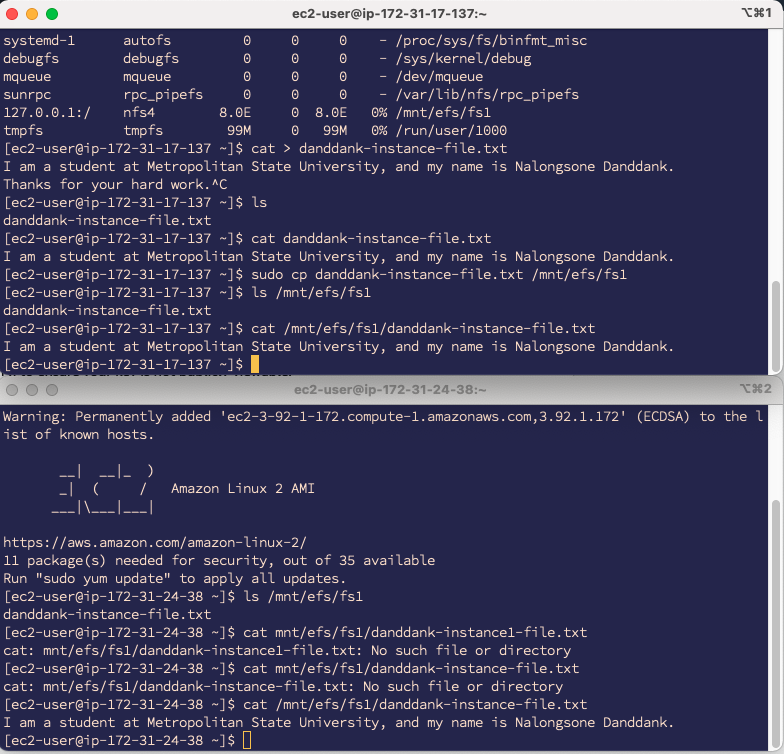 ec2-user@ip-172-31-17-137:~ ⌥⌘1
systemd-1      autofs         0     0     0    - /proc/sys/fs/binfmt_misc
debugfs        debugfs        0     0     0    - /sys/kernel/debug
mqueue         mqueue         0     0     0    - /dev/mqueue
sunrpc         rpc_pipefs     0     0     0    - /var/lib/nfs/rpc_pipefs
127.0.0.1:/    nfs4        8.0E     0  8.0E   0% /mnt/efs/fs1
tmpfs          tmpfs        99M     0   99M   0% /run/user/1000
[ec2-user@ip-172-31-17-137 ~]$ cat > danddank-instance-file.txt
I am a student at Metropolitan State University, and my name is Nalongsone Danddank.
Thanks for your hard work.^C
[ec2-user@ip-172-31-17-137 ~]$ ls
danddank-instance-file.txt
[ec2-user@ip-172-31-17-137 ~]$ cat danddank-instance-file.txt
I am a student at Metropolitan State University, and my name is Nalongsone Danddank.
[ec2-user@ip-172-31-17-137 ~]$ sudo cp danddank-instance-file.txt /mnt/efs/fs1
[ec2-user@ip-172-31-17-137 ~]$ ls /mnt/efs/fs1
danddank-instance-file.txt
[ec2-user@ip-172-31-17-137 ~]$ cat /mnt/efs/fs1/danddank-instance-file.txt
I am a student at Metropolitan State University, and my name is Nalongsone Danddank.
[ec2-user@ip-172-31-17-137 ~]$
ec2-user@ip-172-31-24-38:~ ⌥⌘2
Warning: Permanently added 'ec2-3-92-1-172.compute-1.amazonaws.com,3.92.1.172' (ECDSA) to the l
ist of known hosts.
       __|  __|_  )
       _|  (     /   Amazon Linux 2 AMI
      ___|\___|___|
https://aws.amazon.com/amazon-linux-2/
11 package(s) needed for security, out of 35 available
Run "sudo yum update" to apply all updates.
[ec2-user@ip-172-31-24-38 ~]$ ls /mnt/efs/fs1
danddank-instance-file.txt
[ec2-user@ip-172-31-24-38 ~]$ cat mnt/efs/fs1/danddank-instance1-file.txt
cat: mnt/efs/fs1/danddank-instance1-file.txt: No such file or directory
[ec2-user@ip-172-31-24-38 ~]$ cat mnt/efs/fs1/danddank-instance-file.txt
cat: mnt/efs/fs1/danddank-instance-file.txt: No such file or directory
[ec2-user@ip-172-31-24-38 ~]$ cat /mnt/efs/fs1/danddank-instance-file.txt
I am a student at Metropolitan State University, and my name is Nalongsone Danddank.
[ec2-user@ip-172-31-24-38 ~]$